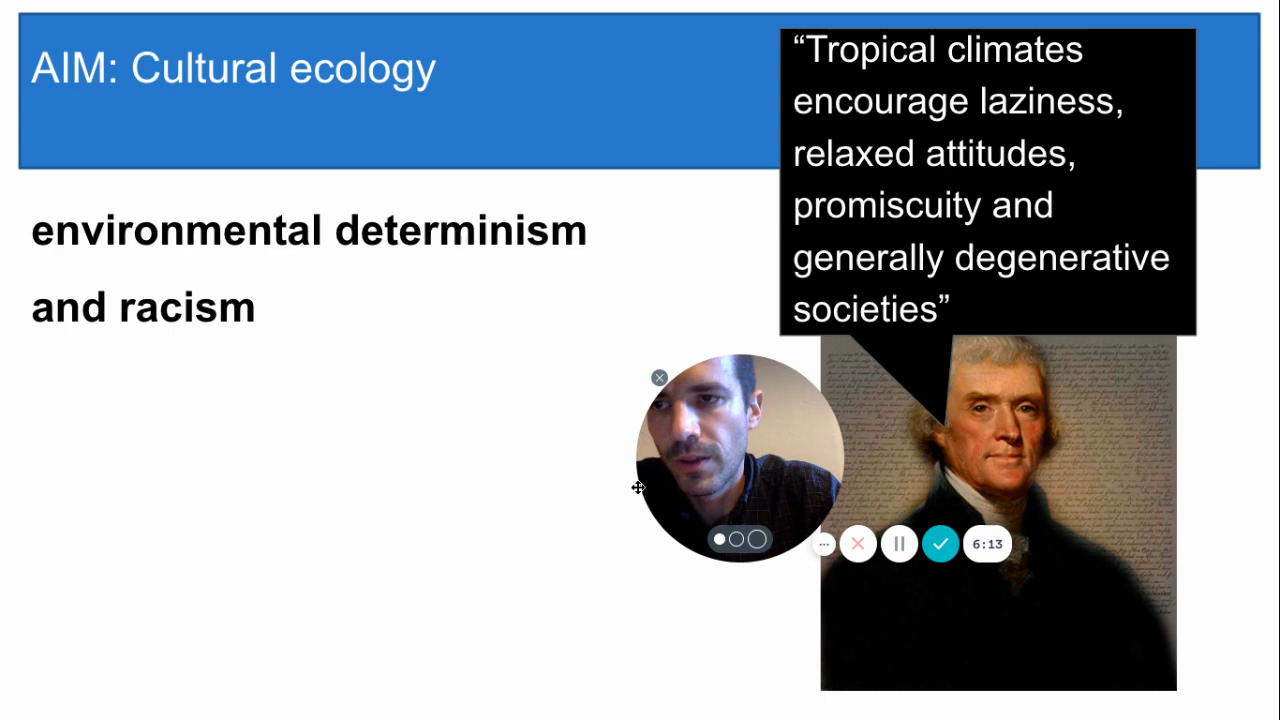 AIM: Cultural ecology
“Tropical climates
encourage laziness,
relaxed attitudes,
promiscuity and
generally degenerative
societies”
environmental determinism
and racism
6:13